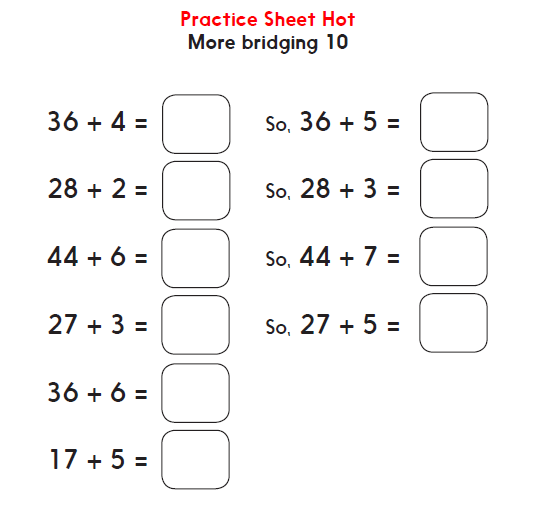 Practice Sheet Hot
More bridging 10
36 + 4 = So, 36 + 5 =
28 + 2 = So, 28 + 3 =
44 + 6 = So, 44 + 7 =
27 + 3 = So, 27 + 5 =
36 + 6 =
17 + 5 =